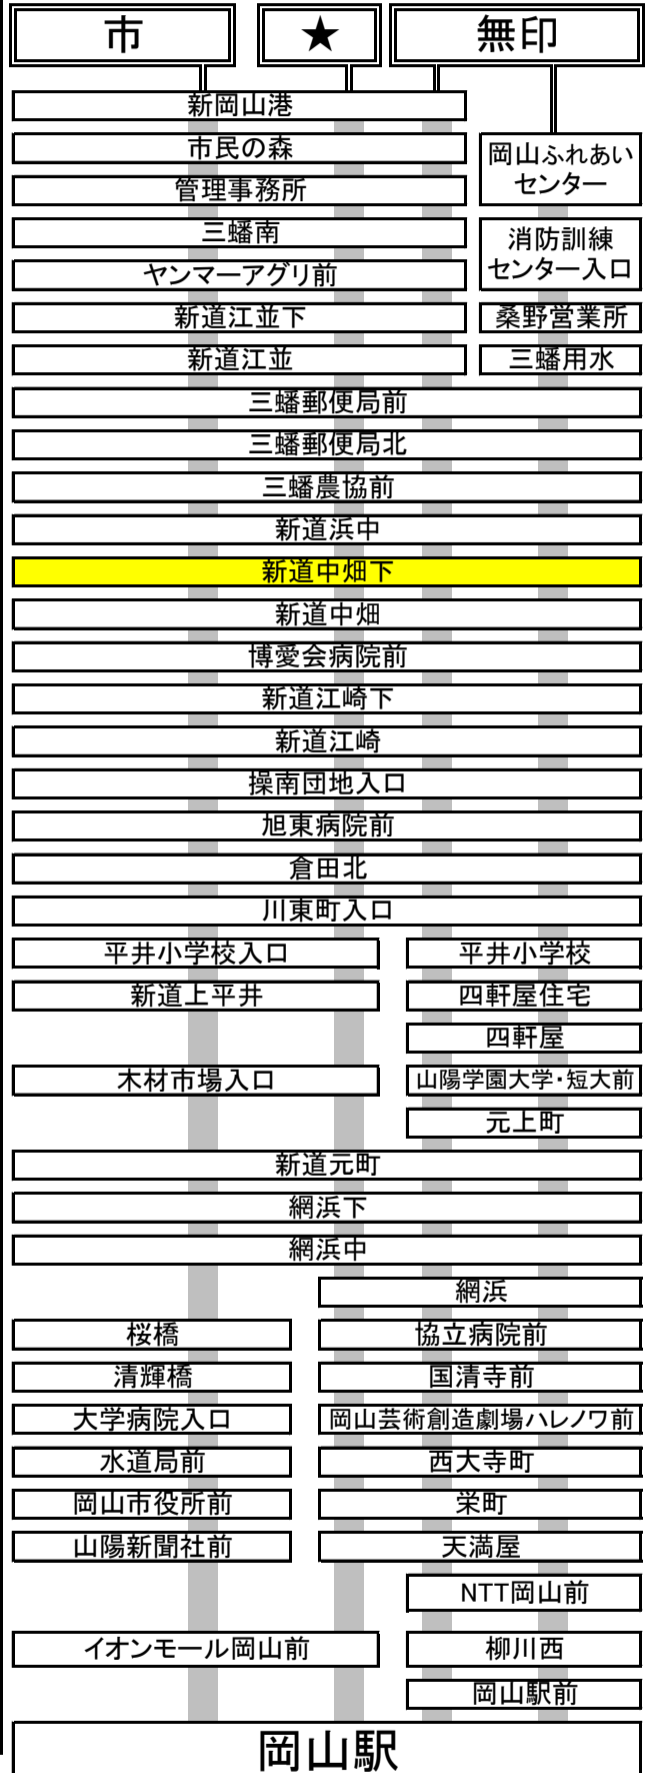 市
★
無印
新岡山港
市民の森
岡山ふれあい
センター
管理事務所
三蟠南
消防訓練
センター入口
ヤンマーアグリ前
新道江並下
桑野営業所
新道江並
三蟠用水
三蟠郵便局前
三蟠郵便局北
三蟠農協前
新道浜中
新道中畑下
新道中畑
博愛会病院前
新道江崎下
新道江崎
操南団地入口
旭東病院前
倉田北
川東町入口
平井小学校入口
平井小学校
新道上平井
四軒屋住宅
四軒屋
木材市場入口
山陽学園大学・短大前
元上町
新道元町
網浜下
網浜中
網浜
桜橋
協立病院前
清輝橋
国清寺前
大学病院入口
岡山芸術創造劇場ハレノワ前
水道局前
西大寺町
岡山市役所前
栄町
山陽新聞社前
天満屋
NTT岡山前
イオンモール岡山前
柳川西
岡山駅前
岡山駅